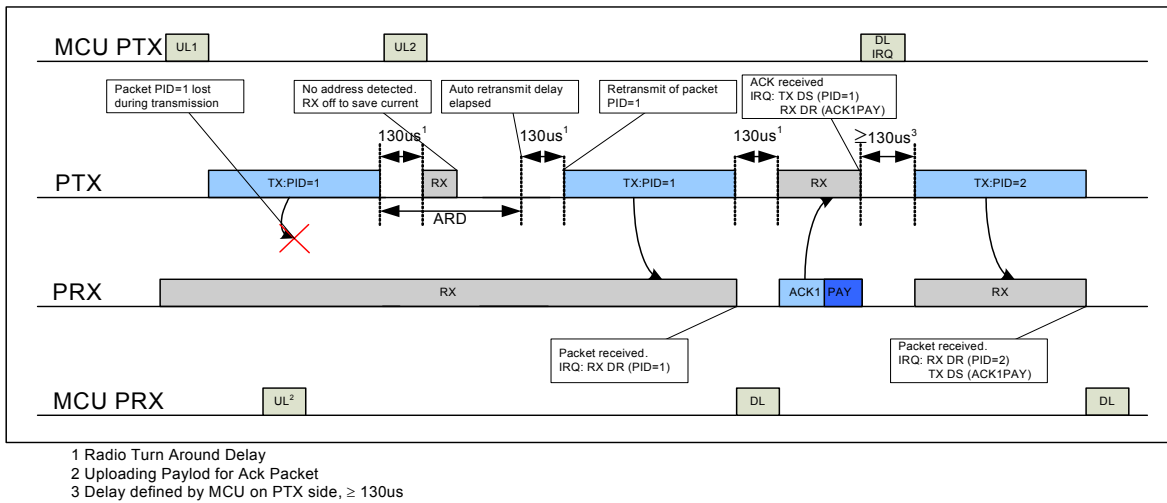 MCU PTX
UL1
UL2
DL
IRQ
Packet PID=1 lost
during transmission
No address detected.
RX off to save current
Auto retransmit delay
elapsed
Retransmit of packet
PID=1
ACK received
IRQ: TX DS (PID=1)
RX DR (ACK1PAY)
130us1
130us1
130us1
≥130us3
PTX
TX:PID=1
RX
TX:PID=1
RX
TX:PID=2
ARD
PRX
RX
ACK1
PAY
RX
Packet received.
IRQ: RX DR (PID=1)
Packet received.
IRQ: RX DR (PID=2)
TX DS (ACK1PAY)
MCU PRX
UL2
DL
DL
1 Radio Turn Around Delay
2 Uploading Paylod for Ack Packet
3 Delay defined by MCU on PTX side, ≥ 130us